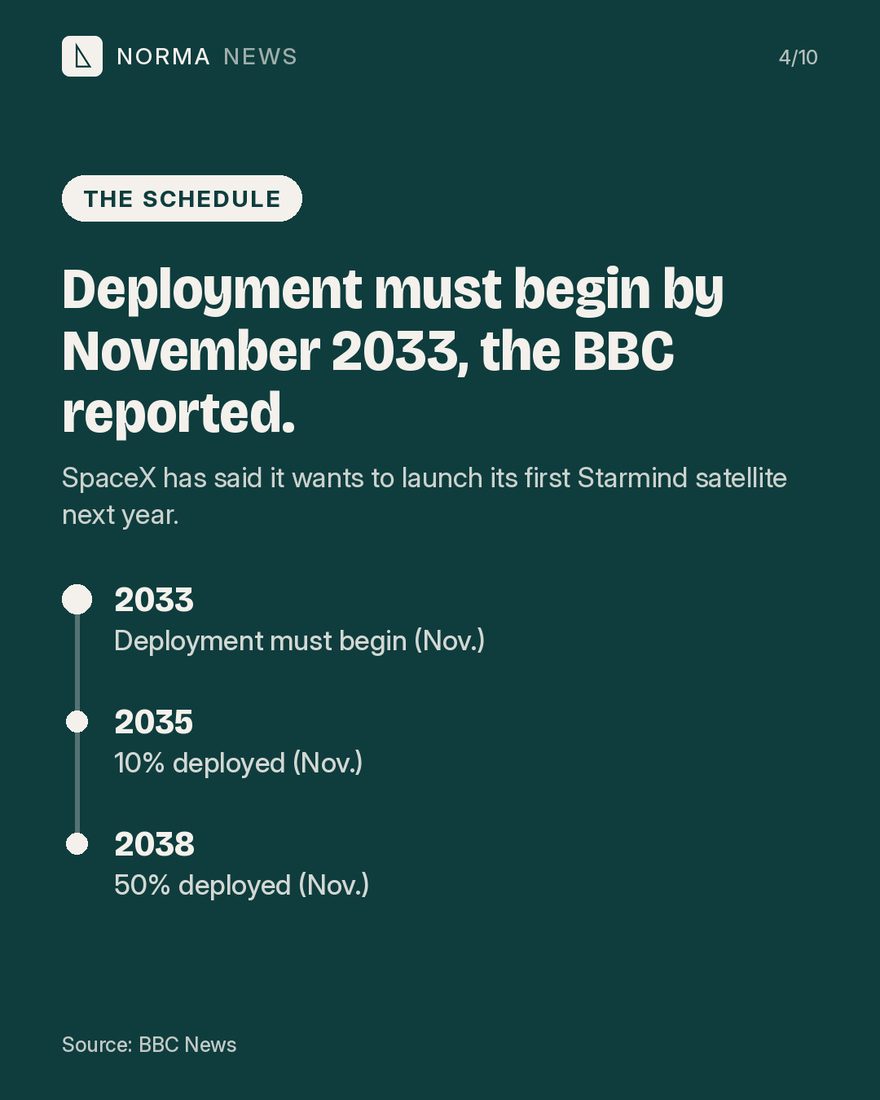 NORMA NEWS
4/10
THE SCHEDULE
Deployment must begin by
November 2033, the BBC
reported.
SpaceX has said it wants to launch its first Starmind satellite
next year.
2033
Deployment must begin (Nov.)
2035
10% deployed (Nov.)
2038
50% deployed (Nov.)
Source: BBC News